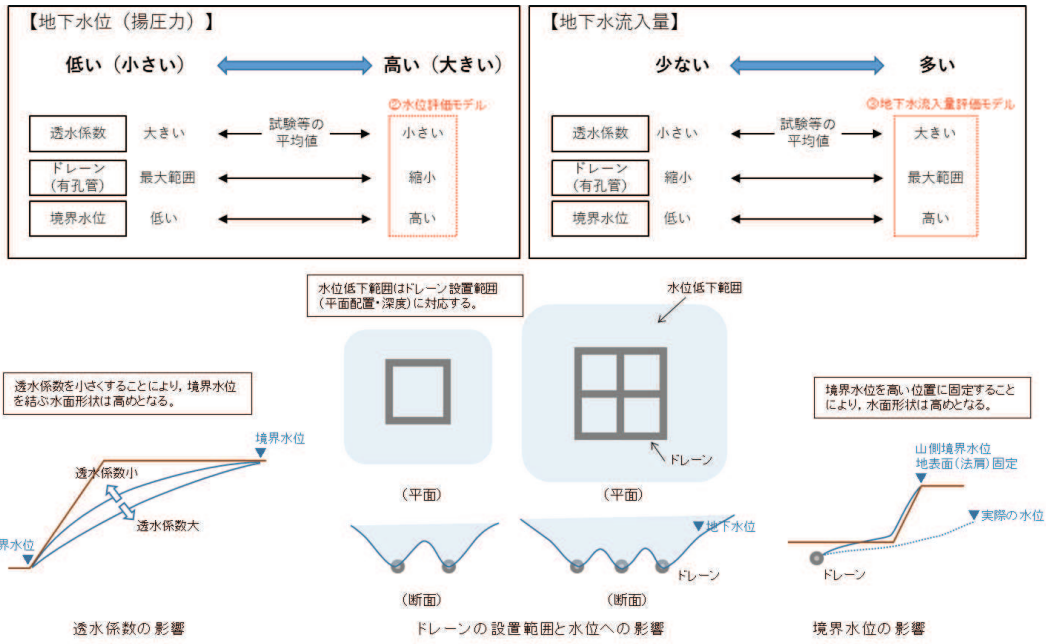 【地下水位（揚圧力）】
低い（小さい）
高い（大きい）
②水位評価モデル
透水係数
大きい
試験等の
平均値
小さい
ドレーン
(有孔管)
最大範囲
縮小
境界水位
低い
高い
【地下水流入量】
少ない
多い
③地下水流入量評価モデル
透水係数
小さい
試験等の
平均値
大きい
ドレーン
(有孔管)
縮小
最大範囲
境界水位
低い
高い
水位低下範囲はドレーン設置範囲
（平面配置・深度）に対応する。
水位低下範囲
透水係数を小さくすることにより，境界水位
を結ぶ水面形状は高めとなる。
境界水位を高い位置に固定すること
により，水面形状は高めとなる。
境界水位
透水係数小
透水係数大
界水位
ドレーン
（平面）
（平面）
山側境界水位
地表面（法肩）固定
実際の水位
地下水位
ドレーン
ドレーン
（断面）
（断面）
透水係数の影響
ドレーンの設置範囲と水位への影響
境界水位の影響